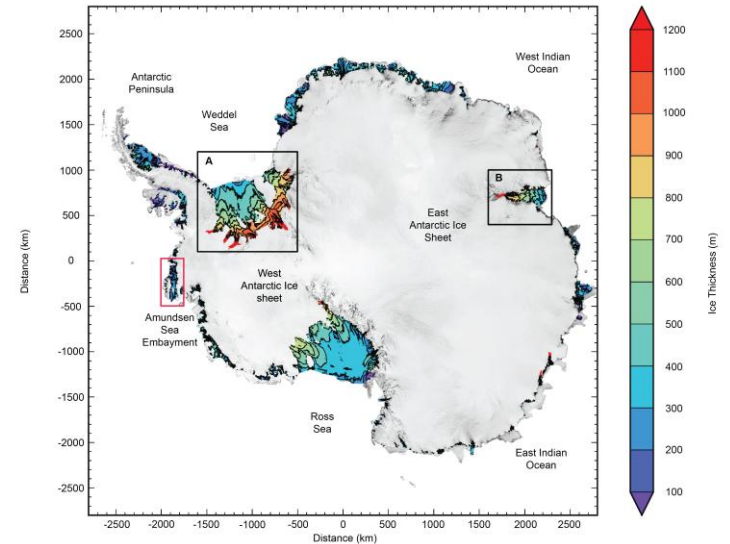 2500
2000
1500
1000
500
0
-500
-1000
-1500
-2000
-2500
Distance (km)
-2500 -2000 -1500 -1000 -500 0 500 1000 1500 2000 2500
Distance (km)
Antarctic
Peninsula
Weddel
Sea
West Indian
Ocean
A
B
East
Antarctic Ice
Sheet
West
Antarctic Ice
sheet
Amundsen
Sea
Embayment
Ross
Sea
East Indian
Ocean
1200
1100
1000
900
800
700
600
500
400
300
200
100
Ice Thickness (m)